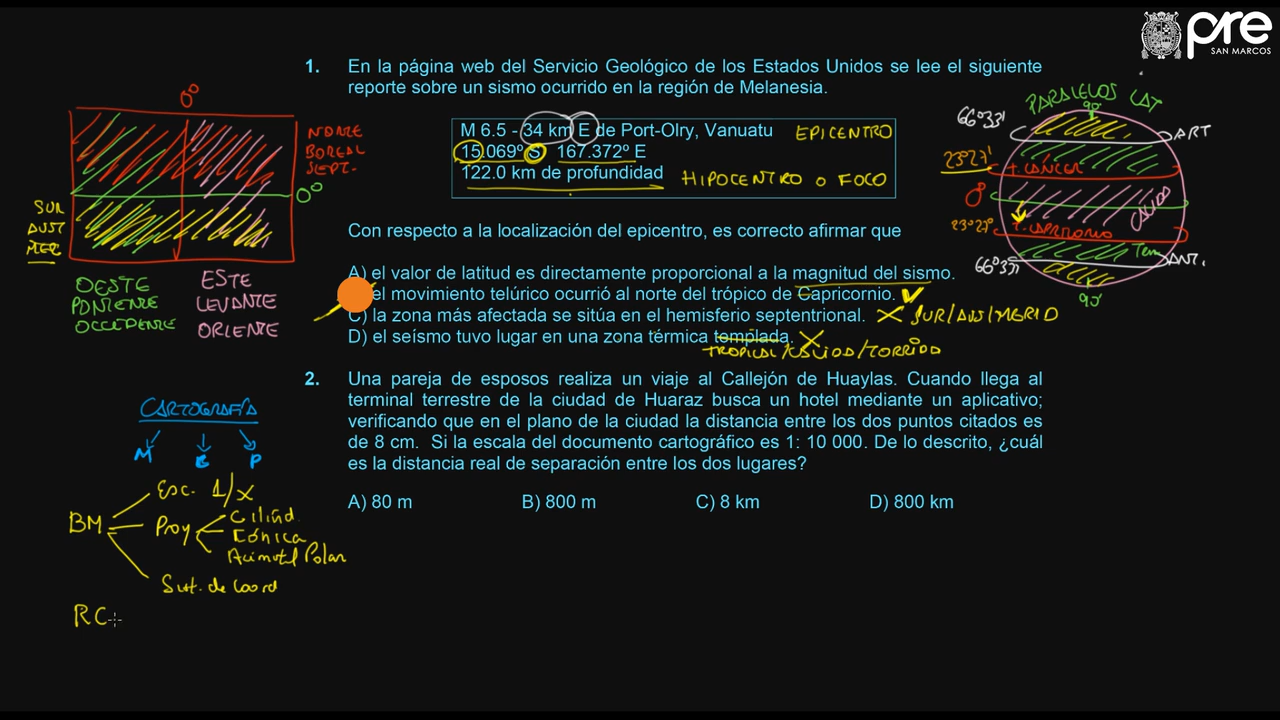 pre
SAN MARCOS
1. En la página web del Servicio Geológico de los Estados Unidos se lee el siguiente
reporte sobre un sismo ocurrido en la región de Melanesia.
M 6.5 - 34 km E de Port-Olry, Vanuatu EPICENTRO
15.069º S 167.372º E
122.0 km de profundidad HIPOCENTRO o FOCO
Con respecto a la localización del epicentro, es correcto afirmar que
A) el valor de latitud es directamente proporcional a la magnitud del sismo.
el movimiento telúrico ocurrió al norte del trópico de Capricornio.
C) la zona más afectada se sitúa en el hemisferio septentrional. SUR/AUS/MERID
D) el seísmo tuvo lugar en una zona térmica templada.
TROPICAL/CÁLIDA/TORRIDA
2. Una pareja de esposos realiza un viaje al Callejón de Huaylas. Cuando llega al
terminal terrestre de la ciudad de Huaraz busca un hotel mediante un aplicativo;
verificando que en el plano de la ciudad la distancia entre los dos puntos citados es
de 8 cm. Si la escala del documento cartográfico es 1: 10 000. De lo descrito, ¿cuál
es la distancia real de separación entre los dos lugares?
A) 80 m B) 800 m C) 8 km D) 800 km
0°
NORTE
BOREAL
SEPT-
0°
SUR
AUST
MER
OESTE ESTE
PONIENTE LEVANTE
OCCIDENTE ORIENTE
CARTOGRAFÍA
M B P
Esc. 1/x
BM Proy Cilind.
Cónica
Acimutal Polar
Sist. de Coord
RC
PARALELOS LAT
90°
66°33' ART
23°27' T. CÁNCER
0° CÁLIDA
23°27' T. CAPRICORNIO
Tem
66°33' ANT.
90°